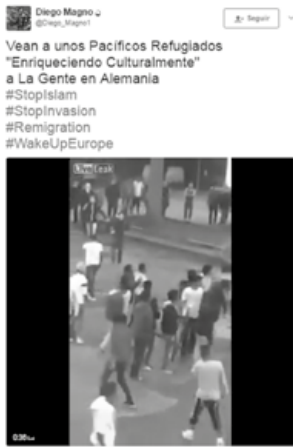 Diego Magno
@Diego_Magno1
Seguir
Vean a unos Pacíficos Refugiados
"Enriqueciendo Culturalmente"
a La Gente en Alemania
#StopIslam
#StopInvasion
#Remigration
#WakeUpEurope
LiveLeak